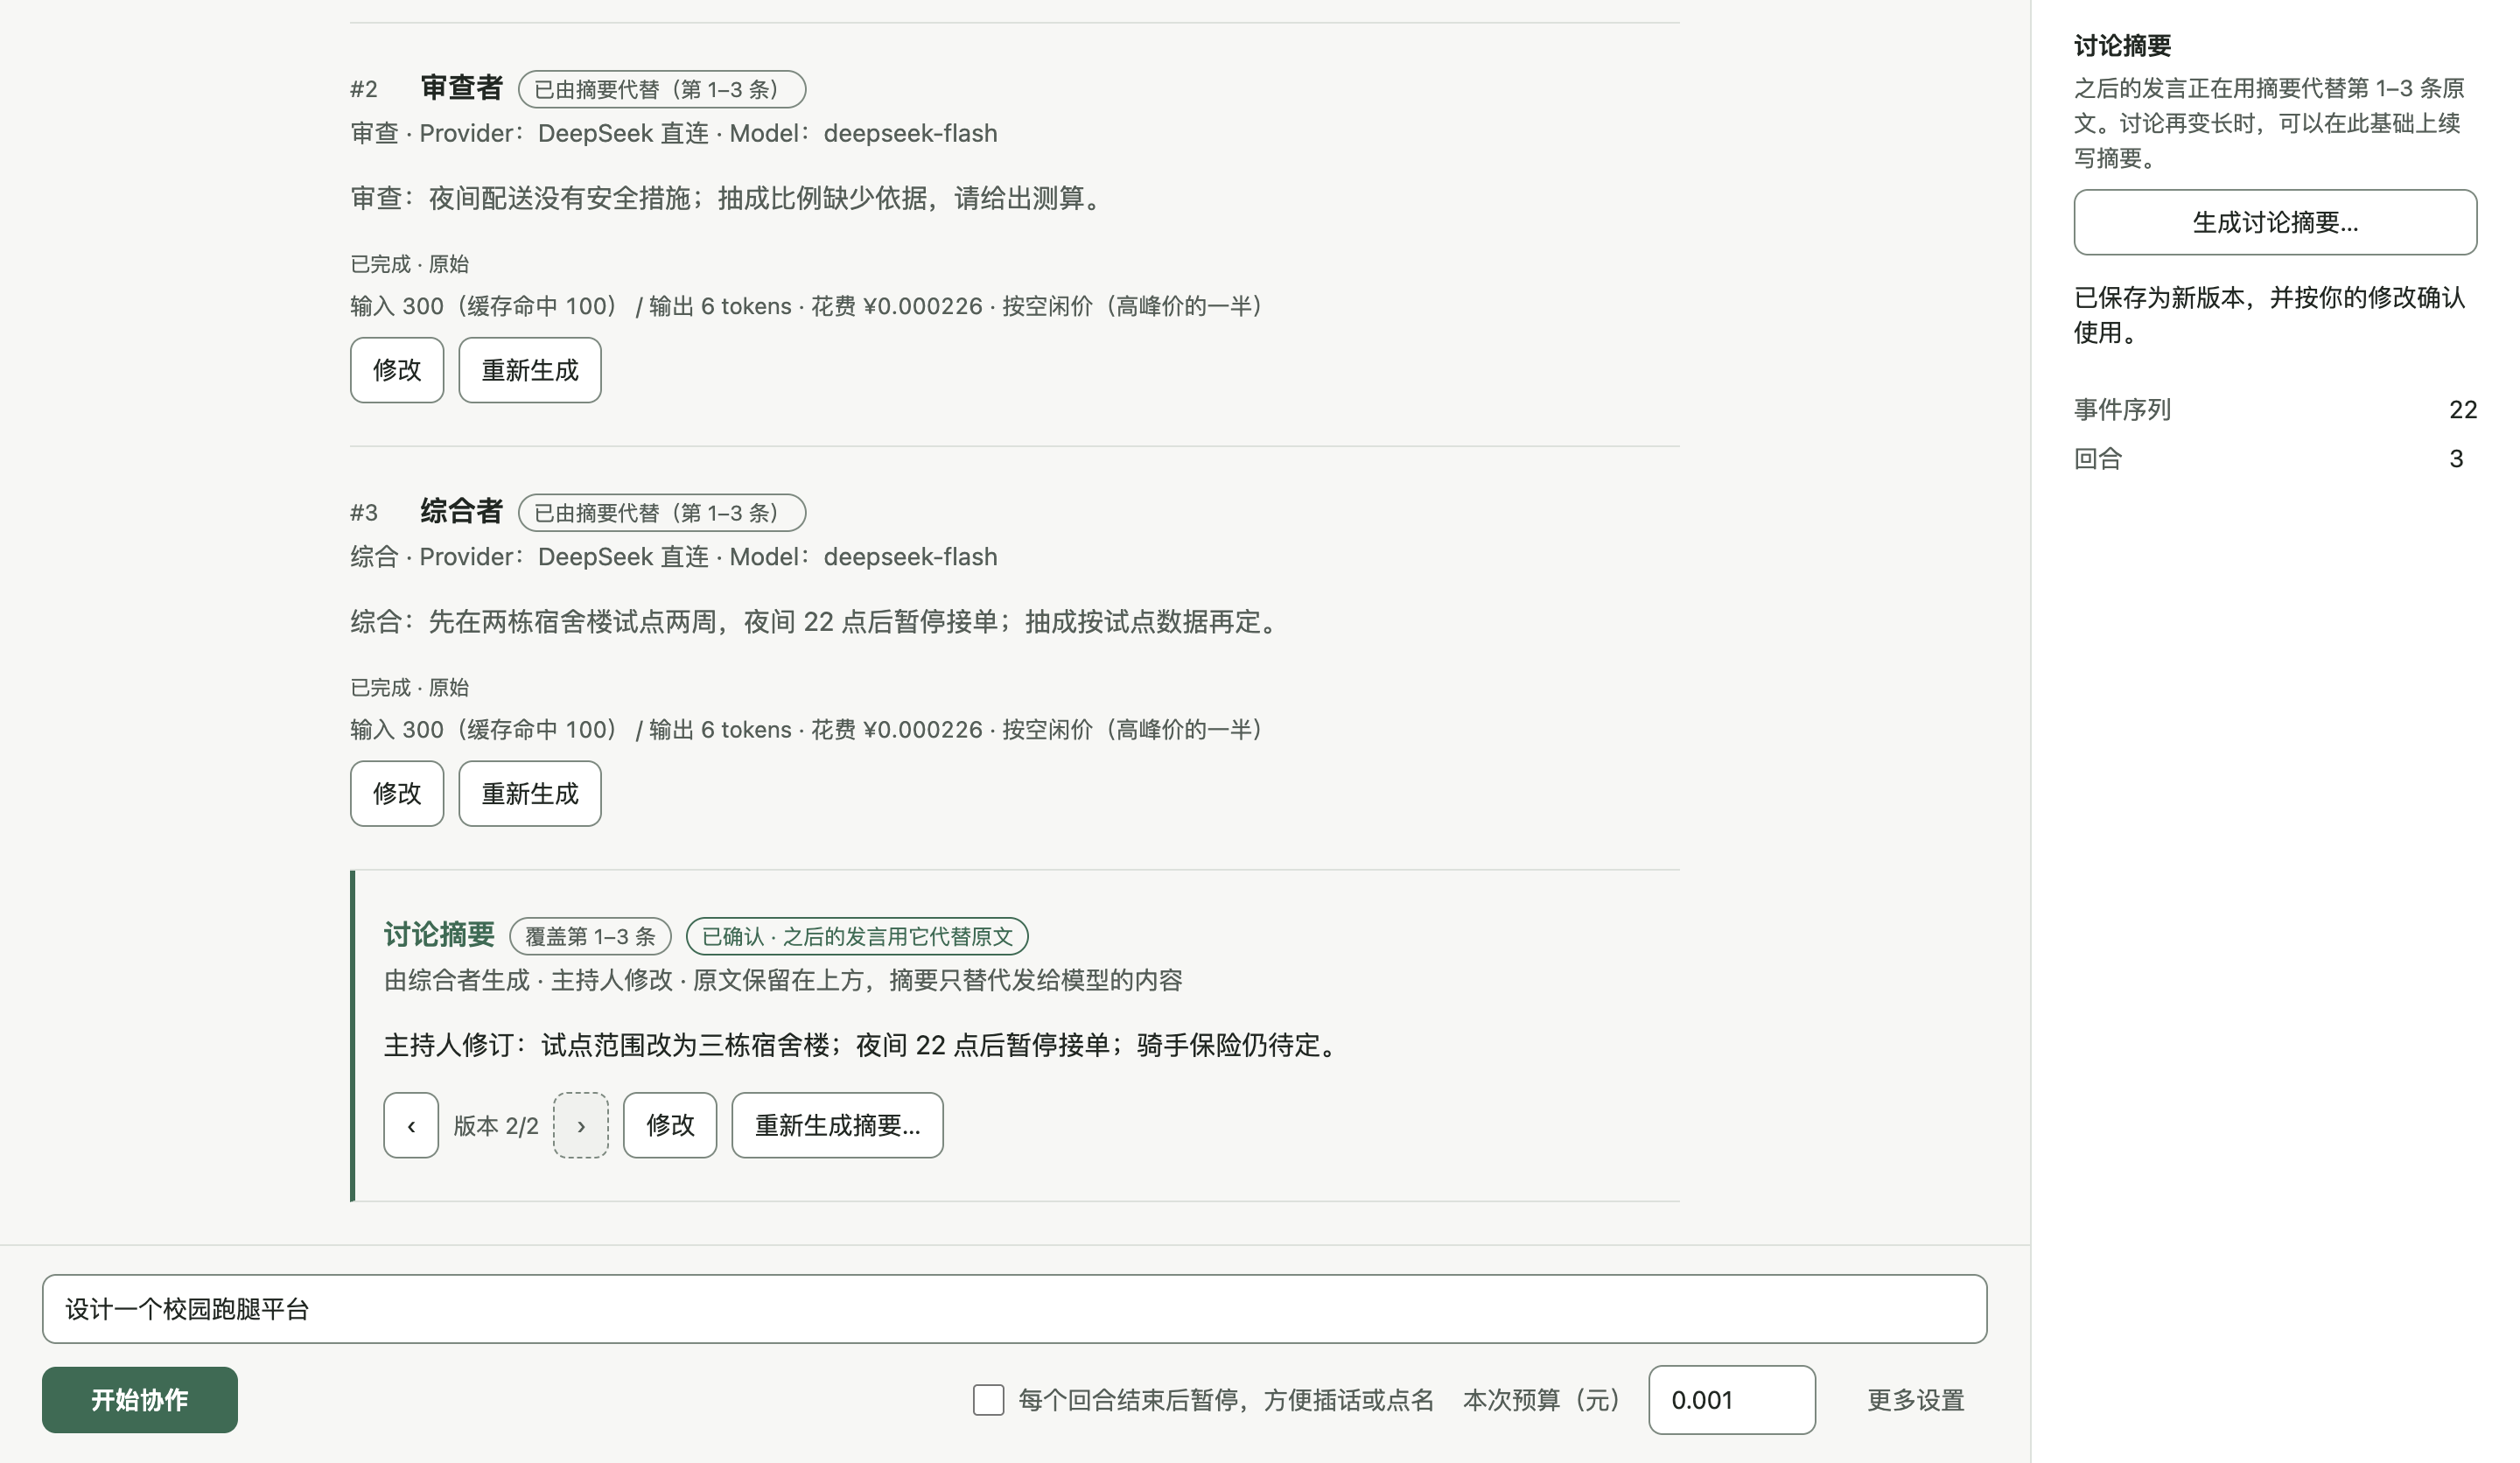 #2 审查者 已由摘要代替（第 1–3 条）
审查 · Provider： DeepSeek 直连 · Model： deepseek-flash
审查：夜间配送没有安全措施；抽成比例缺少依据，请给出测算。
已完成 · 原始
输入 300（缓存命中 100） / 输出 6 tokens · 花费 ¥0.000226 · 按空闲价（高峰价的一半）
修改 重新生成
#3 综合者 已由摘要代替（第 1–3 条）
综合 · Provider： DeepSeek 直连 · Model： deepseek-flash
综合：先在两栋宿舍楼试点两周，夜间 22 点后暂停接单；抽成按试点数据再定。
已完成 · 原始
输入 300（缓存命中 100） / 输出 6 tokens · 花费 ¥0.000226 · 按空闲价（高峰价的一半）
修改 重新生成
讨论摘要 覆盖第 1–3 条 已确认 · 之后的发言用它代替原文
由综合者生成 · 主持人修改 · 原文保留在上方，摘要只替代发给模型的内容
主持人修订：试点范围改为三栋宿舍楼；夜间 22 点后暂停接单；骑手保险仍待定。
‹ 版本 2/2 › 修改 重新生成摘要...
设计一个校园跑腿平台
开始协作 每个回合结束后暂停，方便插话或点名 本次预算（元） 0.001 更多设置
讨论摘要
之后的发言正在用摘要代替第 1–3 条原
文。讨论再变长时，可以在此基础上续
写摘要。
生成讨论摘要...
已保存为新版本，并按你的修改确认
使用。
事件序列 22
回合 3